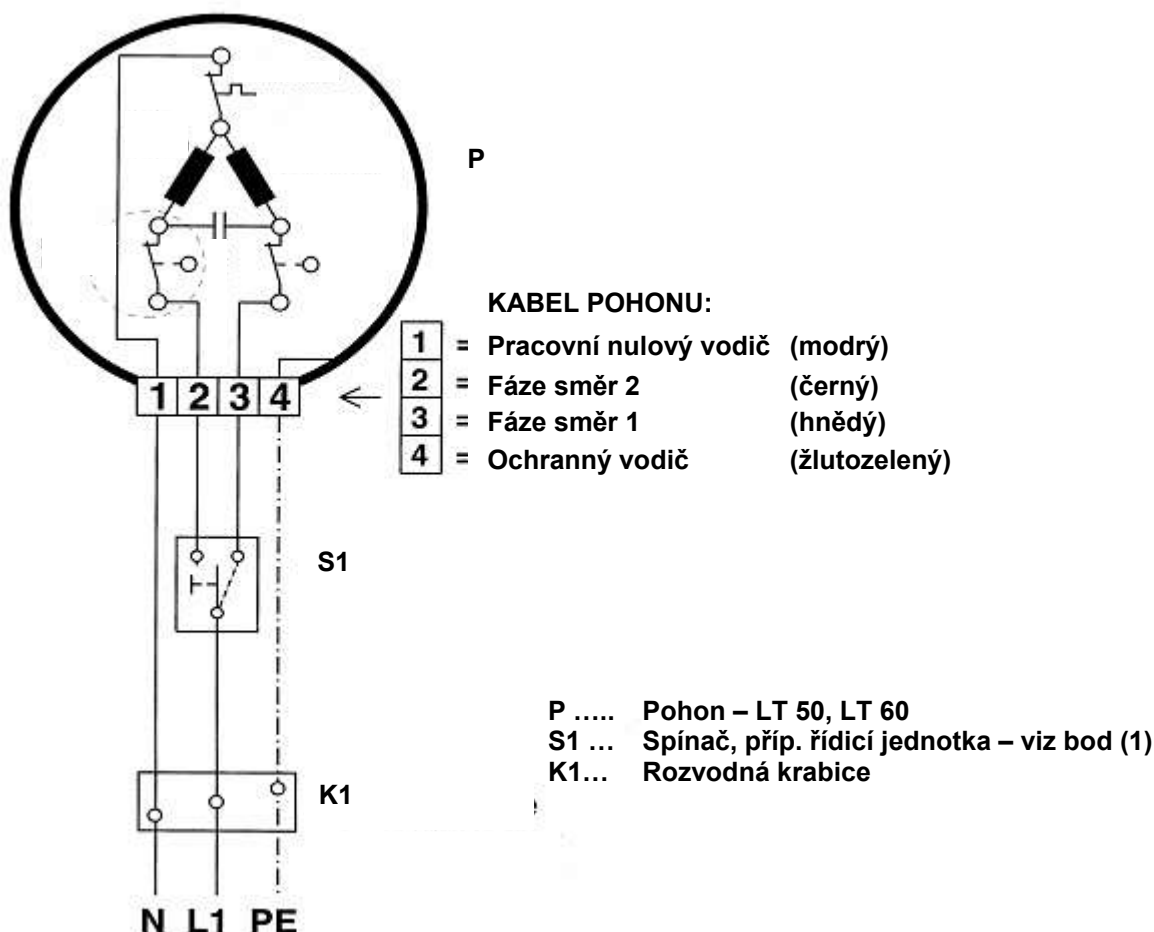 P
KABEL POHONU:
1 = Pracovní nulový vodič (modrý)
2 = Fáze směr 2 (černý)
3 = Fáze směr 1 (hnědý)
4 = Ochranný vodič (žlutozelený)
1 2 3 4
S1
P ..... Pohon – LT 50, LT 60
S1 ... Spínač, příp. řídicí jednotka – viz bod (1)
K1... Rozvodná krabice
K1
N L1 PE